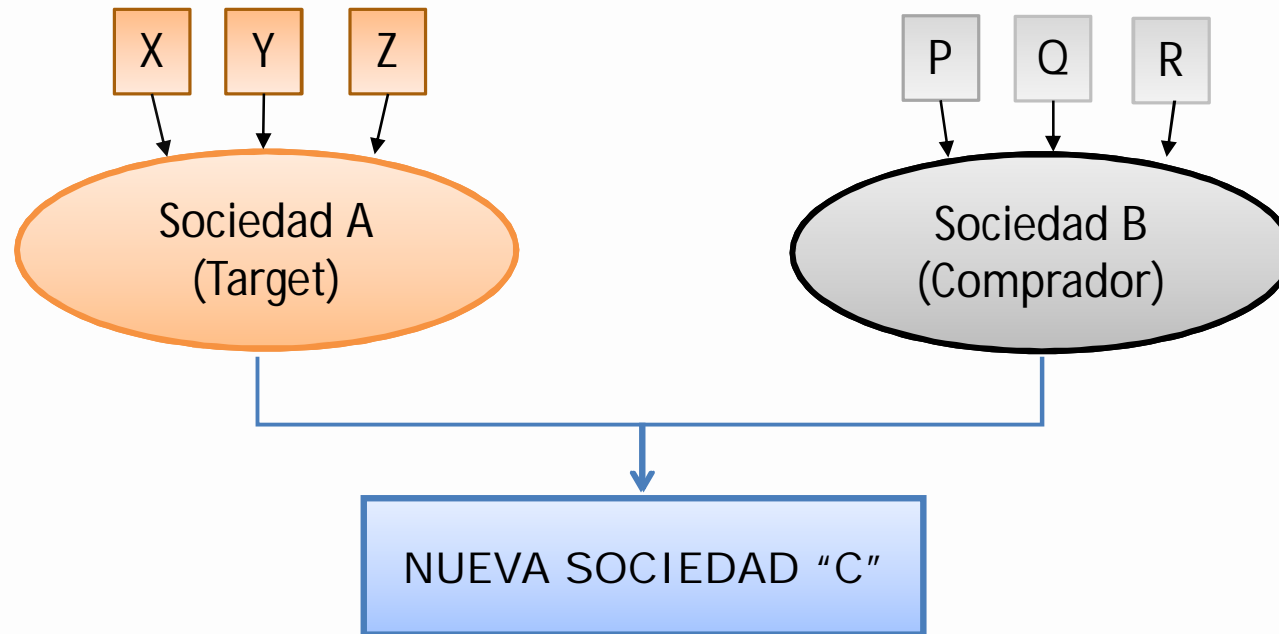 X
Y
Z
P
Q
R
Sociedad A
(Target)
Sociedad B
(Comprador)
NUEVA SOCIEDAD “C”